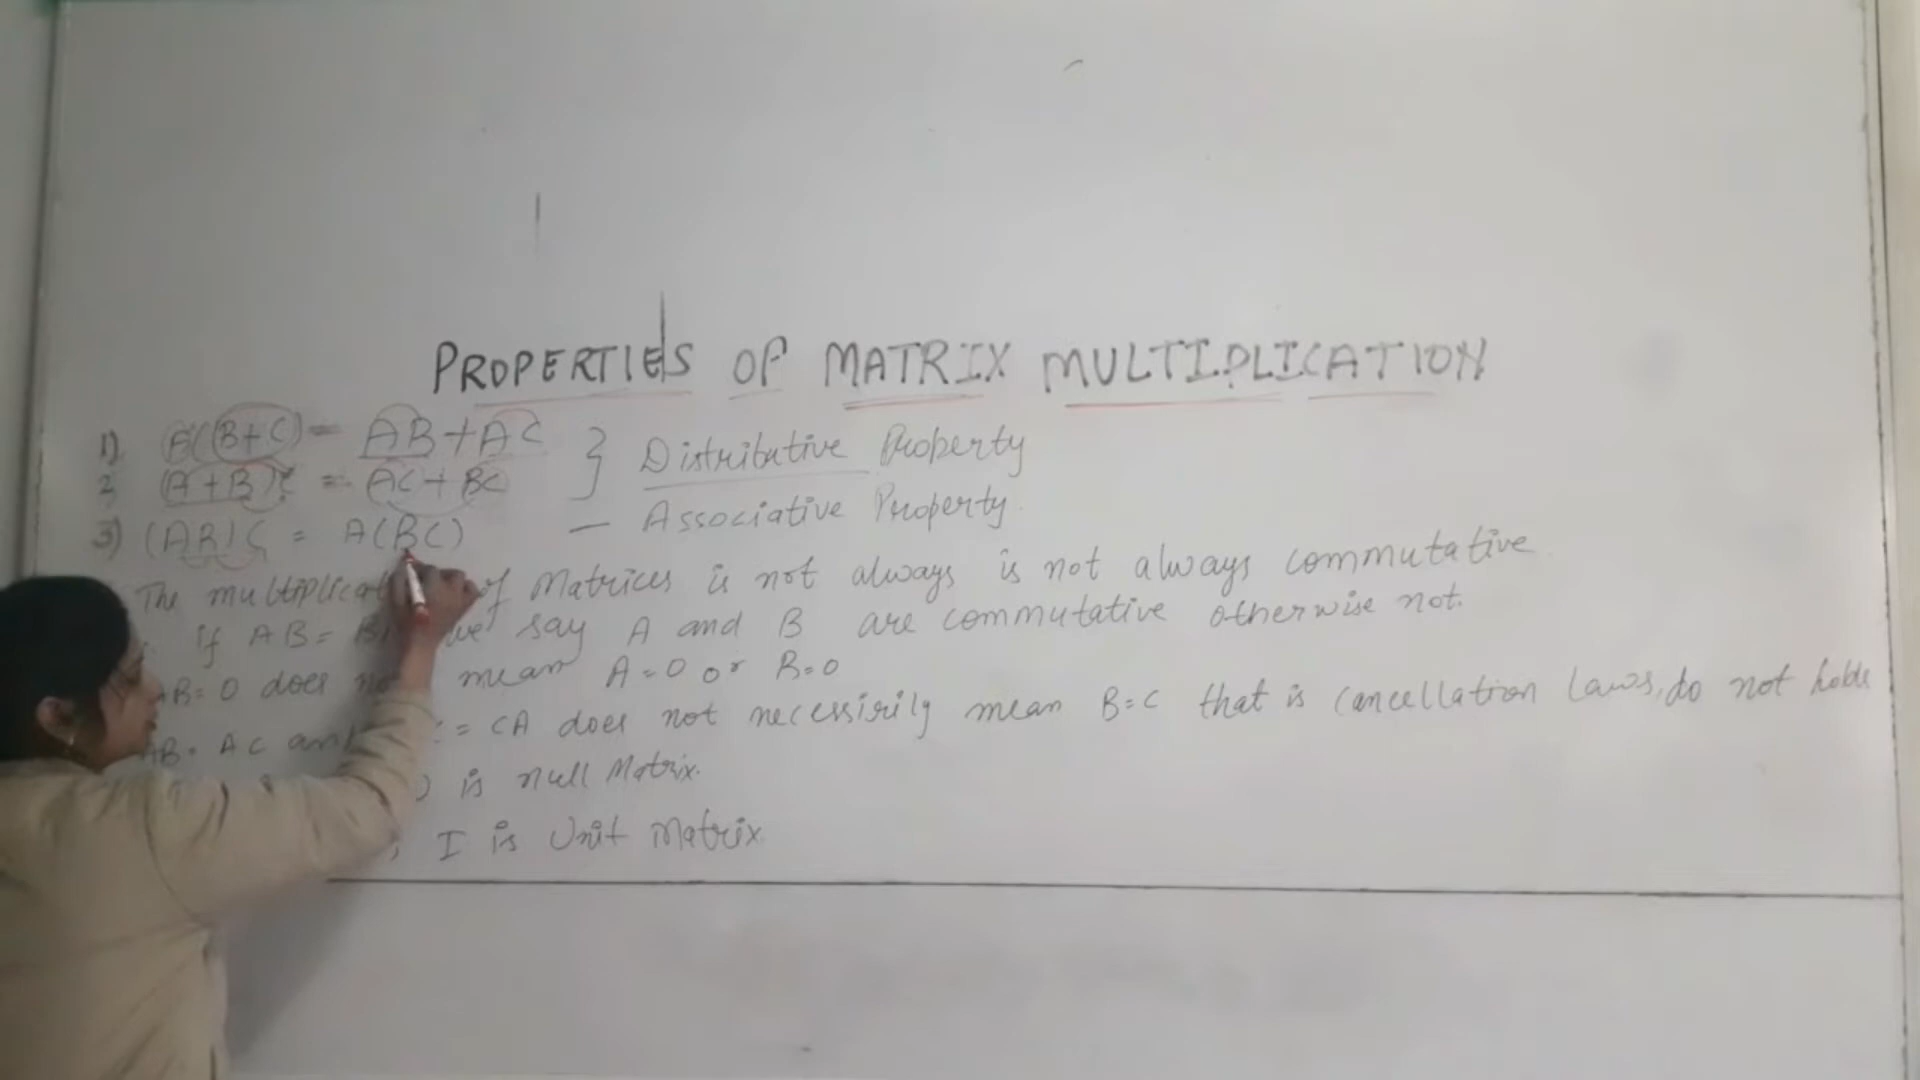 PROPERTIES OF MATRIX MULTIPLICATION
1) A(B+C) = AB+AC } Distributive Property
2 (A+B)C = AC+BC
3) (AB)C = A(BC) — Associative Property
The multiplicat of Matrices is not always is not always commutative
if AB = we say A and B are commutative otherwise not.
AB=0 does mean A=0 or B=0
AB=AC = CA does not necessirily mean B=C that is cancellation laws, do not holds
is null Matrix.
, I is Unit Matrix